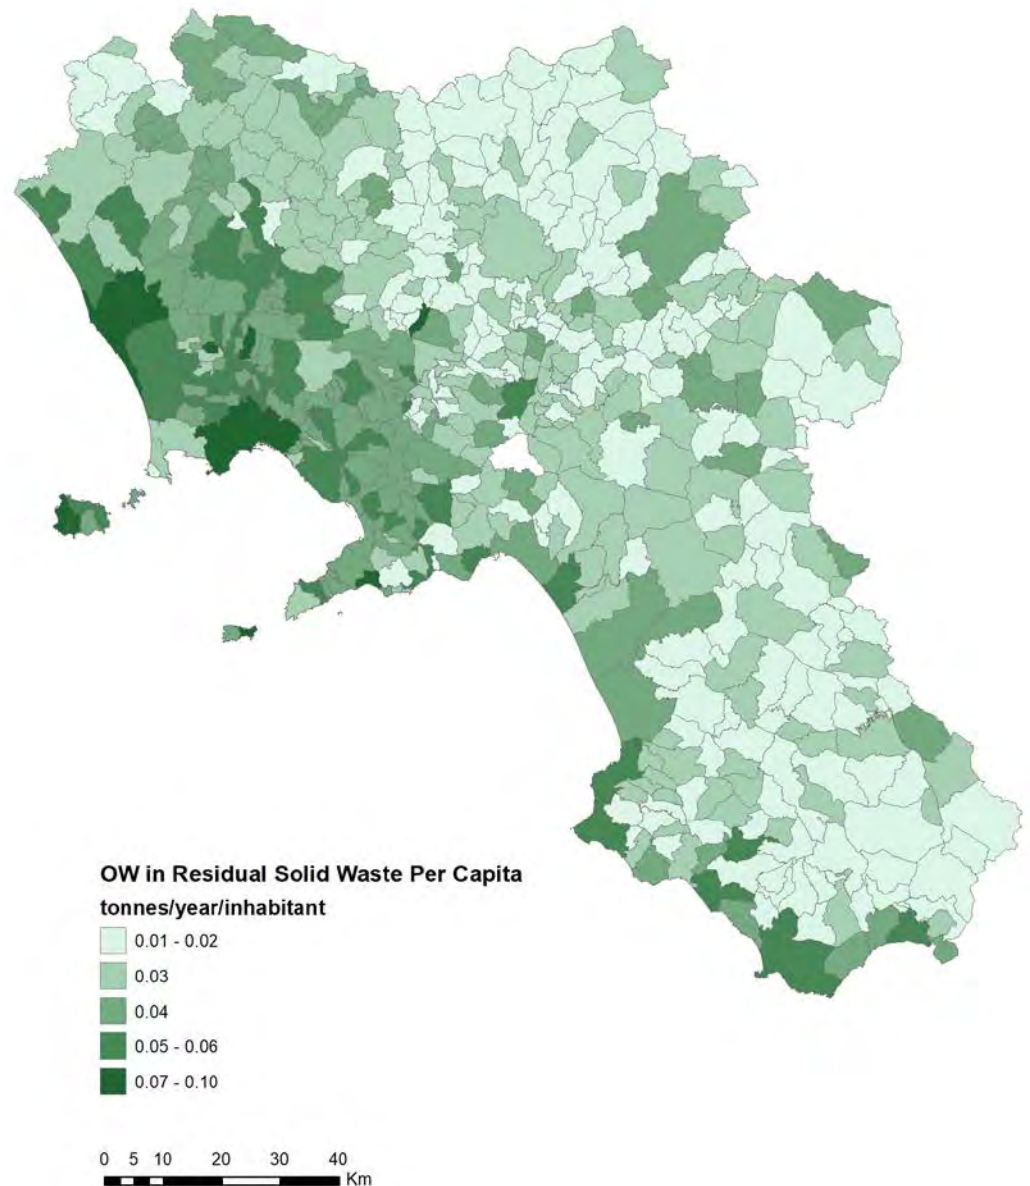 OW in Residual Solid Waste Per Capita
tonnes/year/inhabitant
0.01 - 0.02
0.03
0.04
0.05 - 0.06
0.07 - 0.10
0 5 10 20 30 40
Km